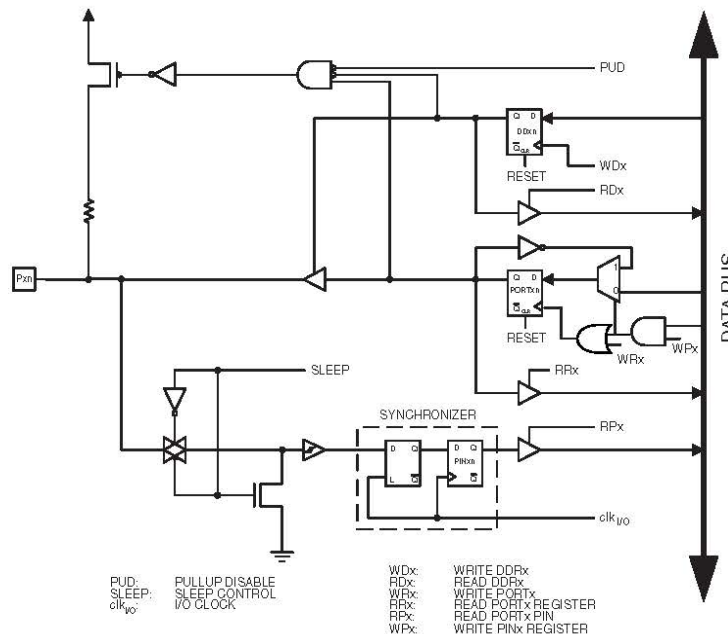 PUD
Q D
DDxn
Q CLR
WDx
RESET
RDx
Pxn
1
Q D
PORTxn
0
Q CLR
RESET
WRx
WPx
DATA BUS
SLEEP
RRx
SYNCHRONIZER
RPx
D Q
D Q
PINxn
L Q
Q
clk I/O
PUD: PULLUP DISABLE
SLEEP: SLEEP CONTROL
clk I/O: I/O CLOCK
WDx: WRITE DDRx
RDx: READ DDRx
WRx: WRITE PORTx
RRx: READ PORTx REGISTER
RPx: READ PORTx PIN
WPx: WRITE PINx REGISTER